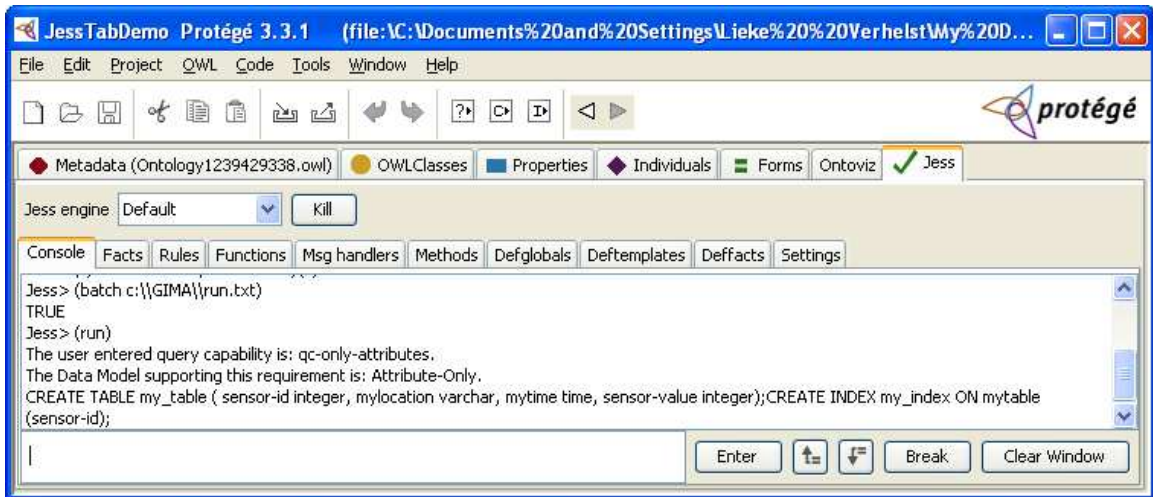 JessTabDemo Protégé 3.3.1 (file:\C:\Documents%20and%20Settings\Lieke%20%20Verhelst\My%20D...
File Edit Project OWL Code Tools Window Help
?
C
I
protégé
Metadata (Ontology1239429338.owl) OWLClasses Properties Individuals Forms Ontoviz Jess
Jess engine Default Kill
Console Facts Rules Functions Msg handlers Methods Defglobals Deftemplates Deffacts Settings
Jess> (batch c:\\GIMA\\run.txt)
TRUE
Jess> (run)
The user entered query capability is: qc-only-attributes.
The Data Model supporting this requirement is: Attribute-Only.
CREATE TABLE my_table ( sensor-id integer, mylocation varchar, mytime time, sensor-value integer);CREATE INDEX my_index ON mytable
(sensor-id);
Enter Break Clear Window